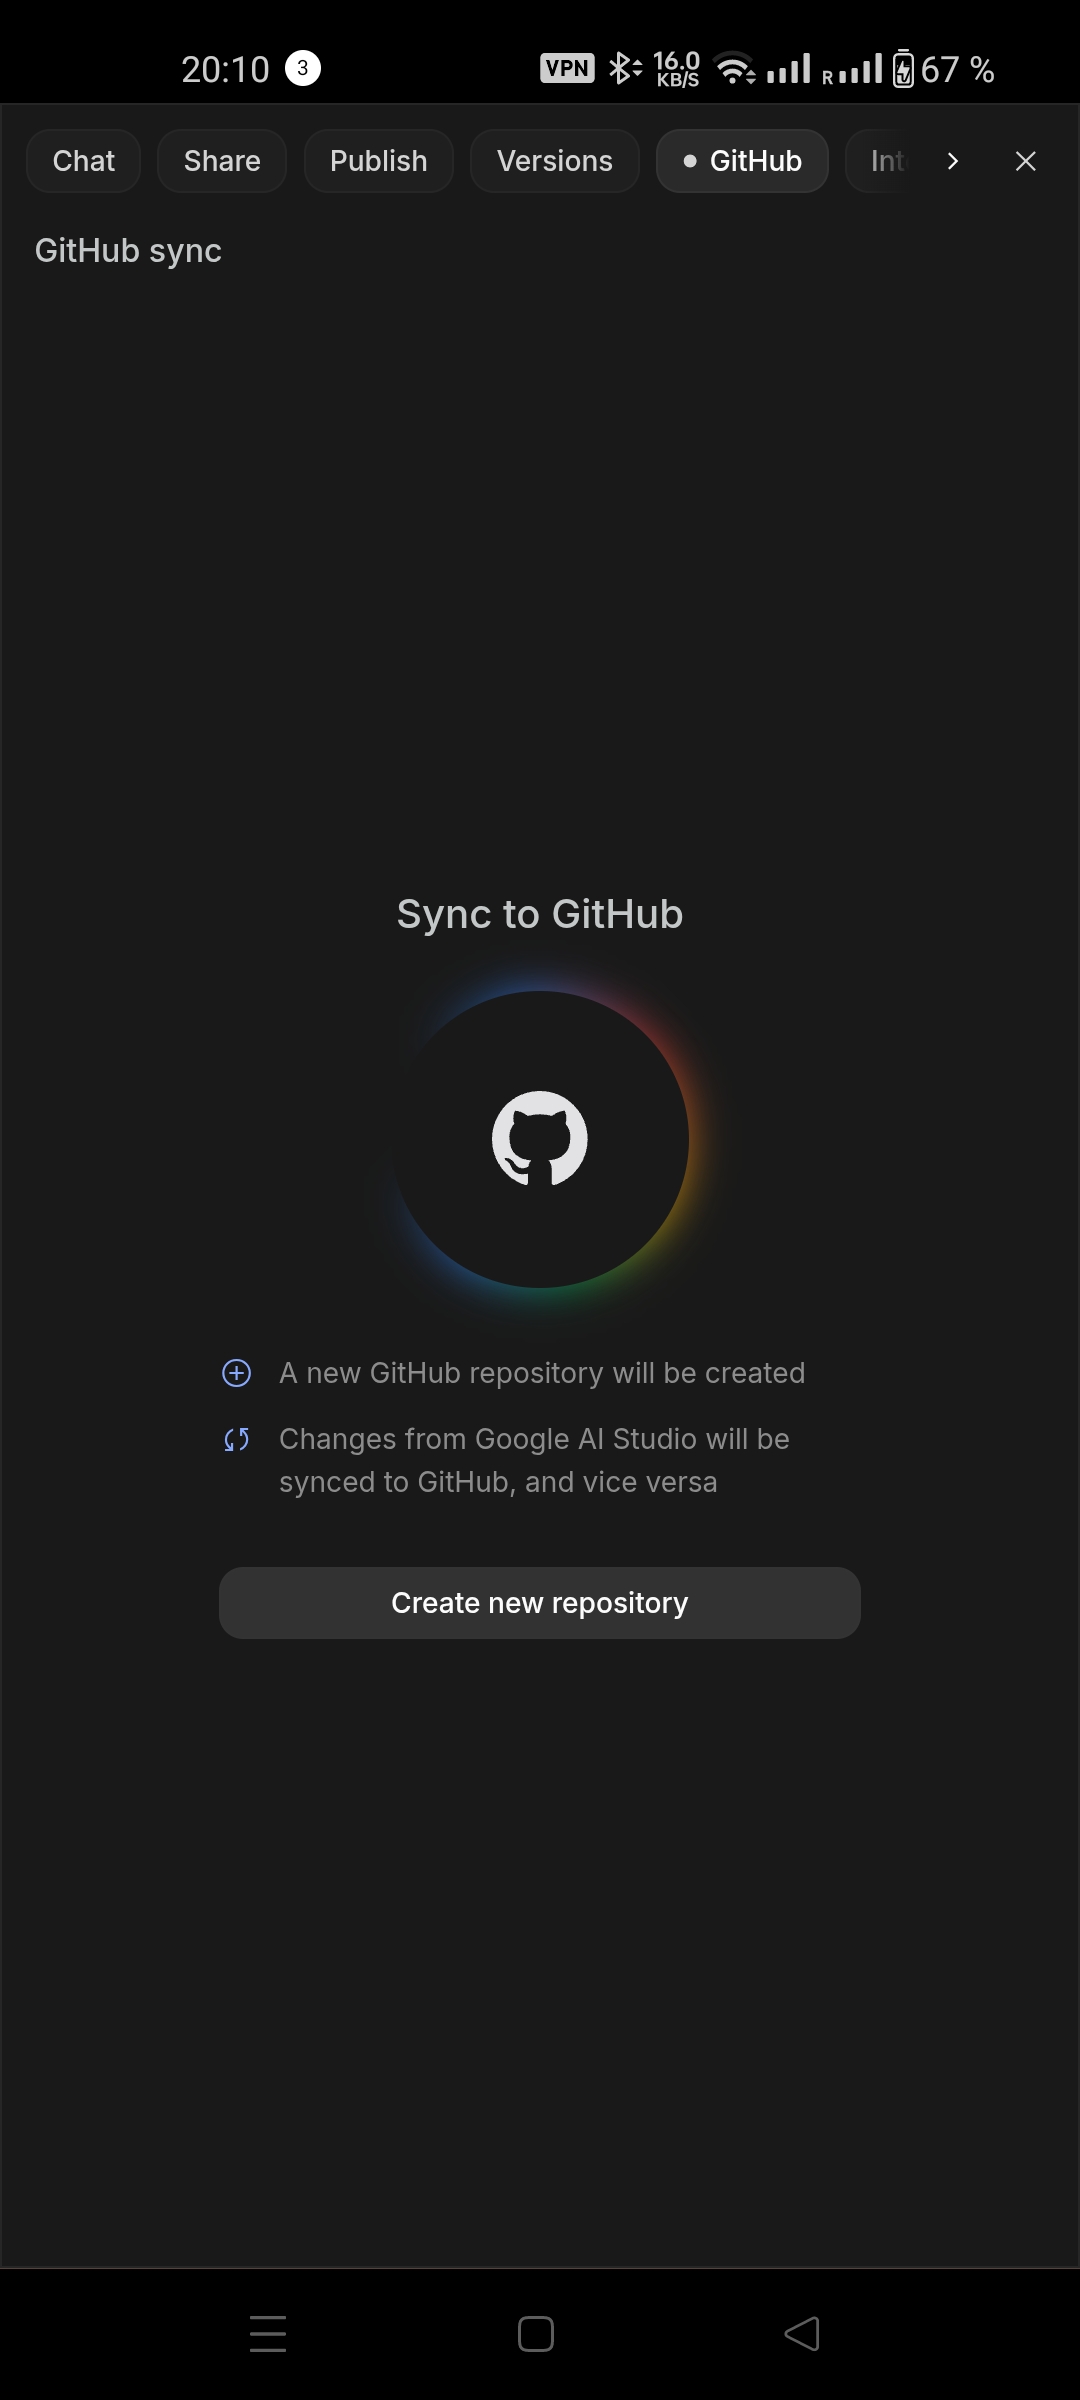 20:10 3 VPN 16.0 KB/S R 67 %
Chat Share Publish Versions GitHub Int
GitHub sync
Sync to GitHub
A new GitHub repository will be created
Changes from Google AI Studio will be
synced to GitHub, and vice versa
Create new repository